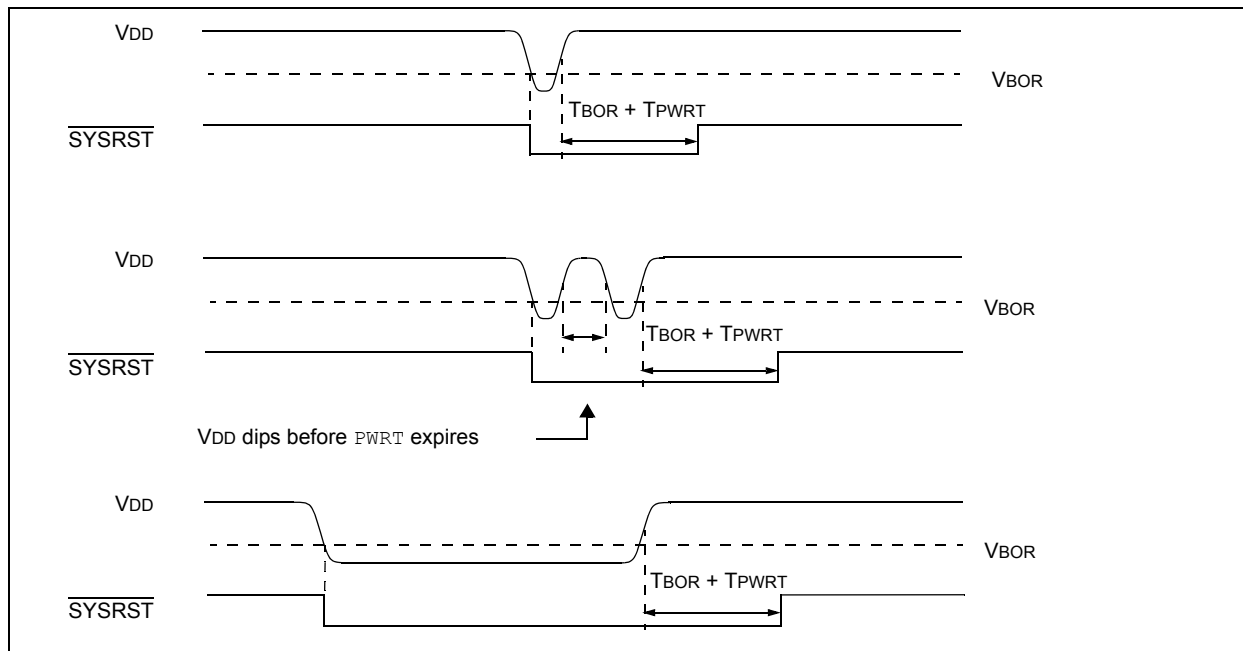 VDD
VBOR
TBOR + TPWRT
SYSRST
VDD
VBOR
TBOR + TPWRT
SYSRST
VDD dips before PWRT expires
VDD
VBOR
TBOR + TPWRT
SYSRST